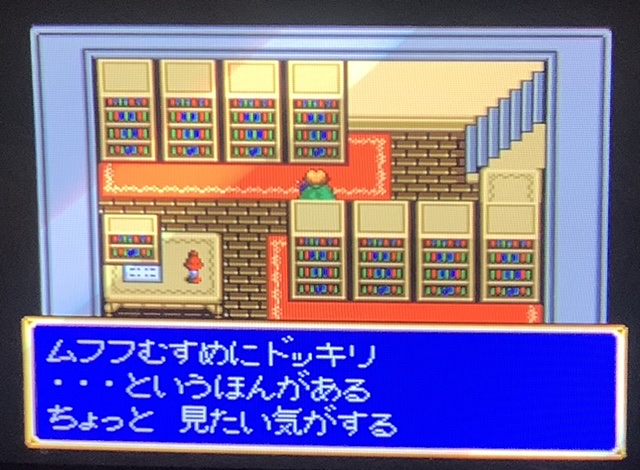 ムフフむすめにドッキリ
・・・というほんがある
ちょっと 見たい気がする